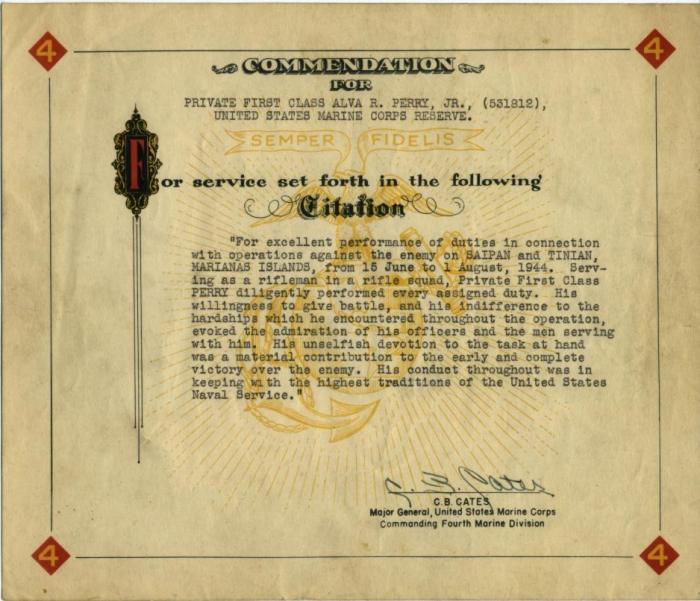 4 4
COMMENDATION
FOR
PRIVATE FIRST CLASS ALVA R. PERRY, JR., (531812),
UNITED STATES MARINE CORPS RESERVE.
SEMPER FIDELIS
For service set forth in the following
Citation
"For excellent performance of duties in connection
with operations against the enemy on SAIPAN and TINIAN,
MARIANAS ISLANDS, from 15 June to 1 August, 1944. Serv-
ing as a rifleman in a rifle squad, Private First Class
PERRY diligently performed every assigned duty. His
willingness to give battle, and his indifference to the
hardships which he encountered throughout the operation,
evoked the admiration of his officers and the men serving
with him. His unselfish devotion to the task at hand
was a material contribution to the early and complete
victory over the enemy. His conduct throughout was in
keeping with the highest traditions of the United States
Naval Service."
C. B. Cates
C.B. CATES
Major General, United States Marine Corps
Commanding Fourth Marine Division
4 4